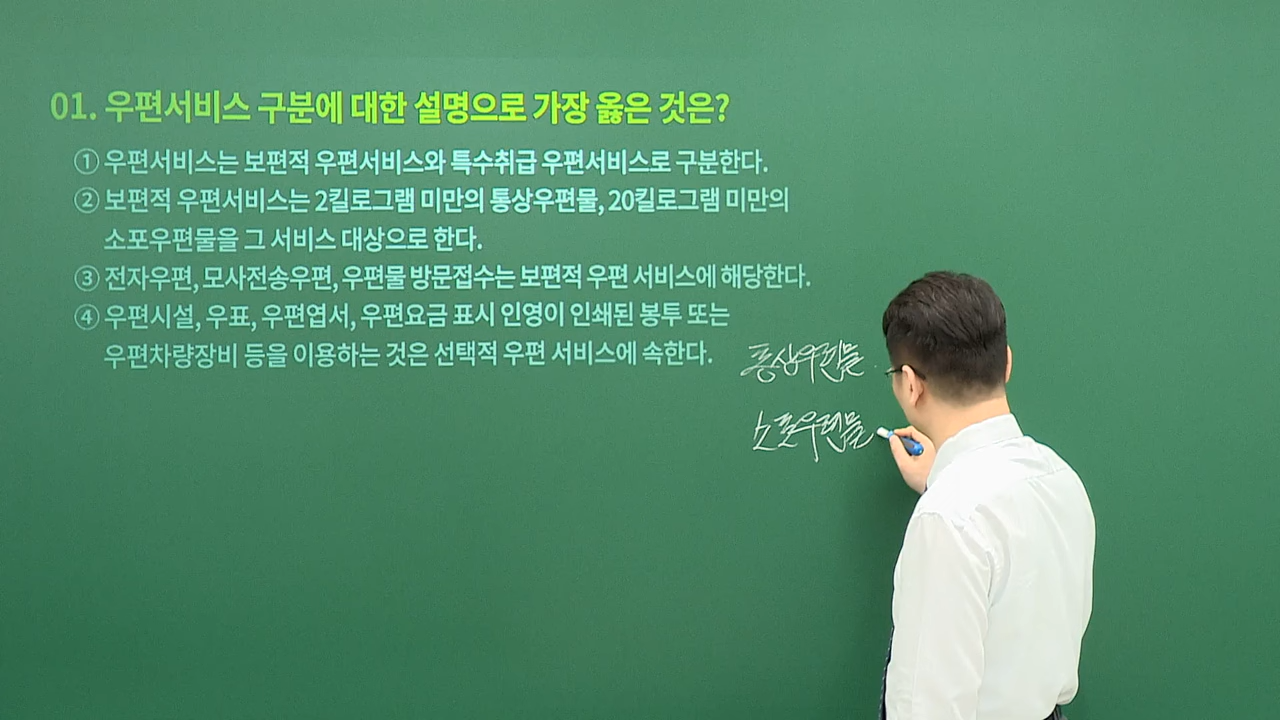 01. 우편서비스 구분에 대한 설명으로 가장 옳은 것은?
① 우편서비스는 보편적 우편서비스와 특수취급 우편서비스로 구분한다.
② 보편적 우편서비스는 2킬로그램 미만의 통상우편물, 20킬로그램 미만의
소포우편물을 그 서비스 대상으로 한다.
③ 전자우편, 모사전송우편, 우편물 방문접수는 보편적 우편 서비스에 해당한다.
④ 우편시설, 우표, 우편엽서, 우편요금 표시 인영이 인쇄된 봉투 또는
우편차량장비 등을 이용하는 것은 선택적 우편 서비스에 속한다.
통상우편물
소포우편물